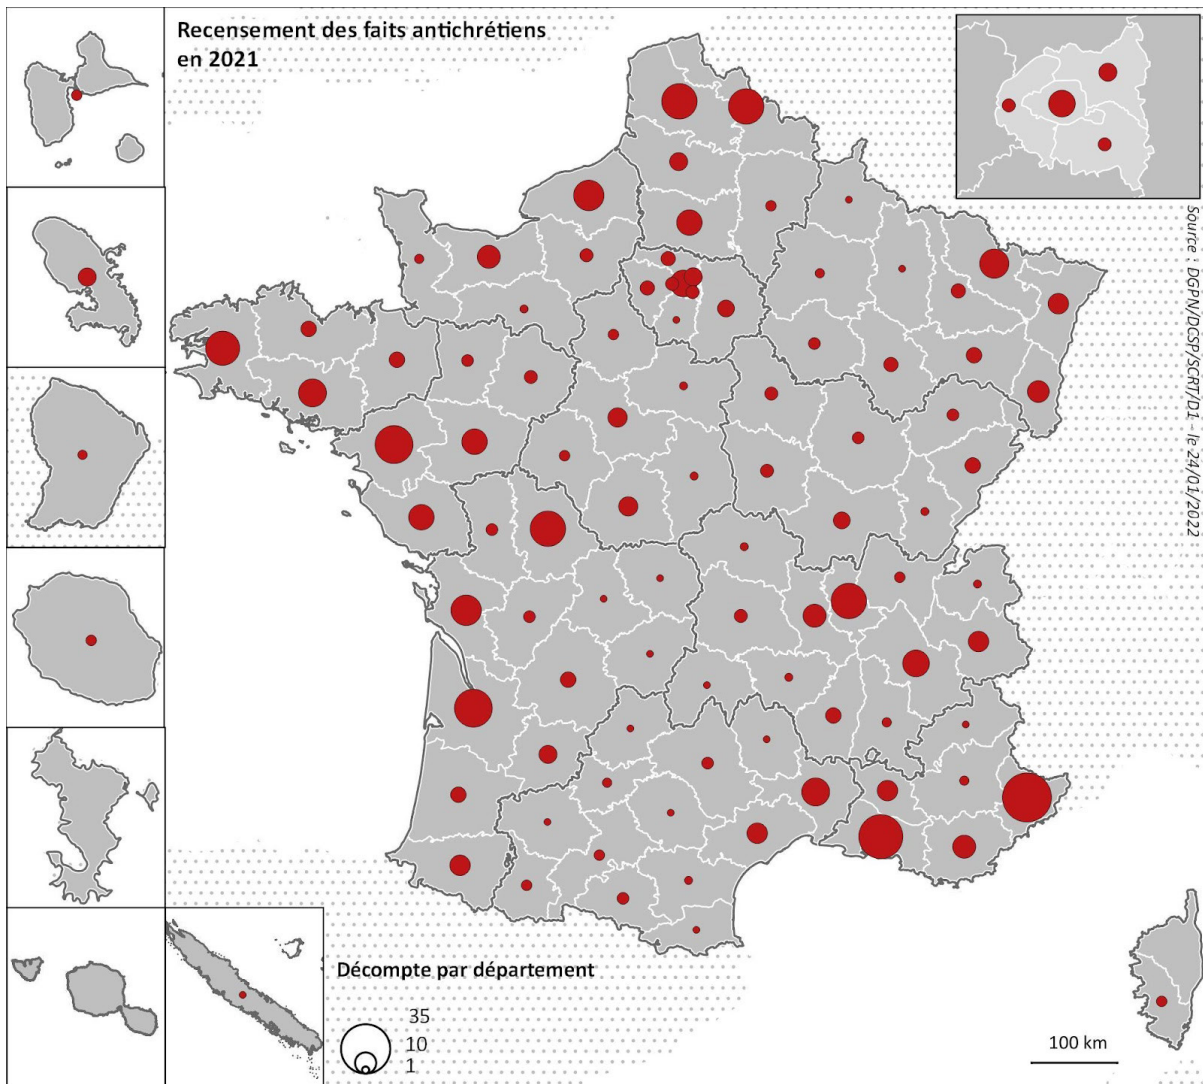 Recensement des faits antichrétiens
en 2021
source : DGPN/DCSP/SCRT/D1 - le 24/01/2022
Décompte par département
35
10
1
100 km